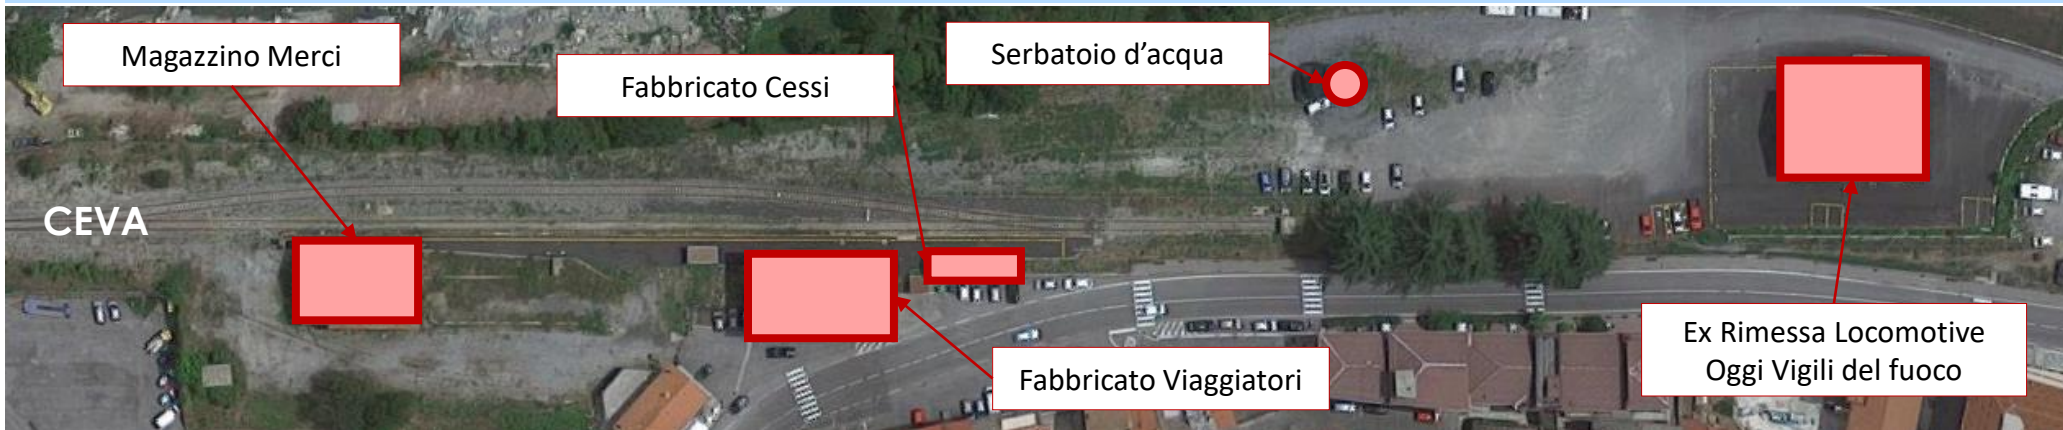 Magazzino Merci
Fabbricato Cessi
Serbatoio d’acqua
CEVA
Fabbricato Viaggiatori
Ex Rimessa Locomotive
Oggi Vigili del fuoco